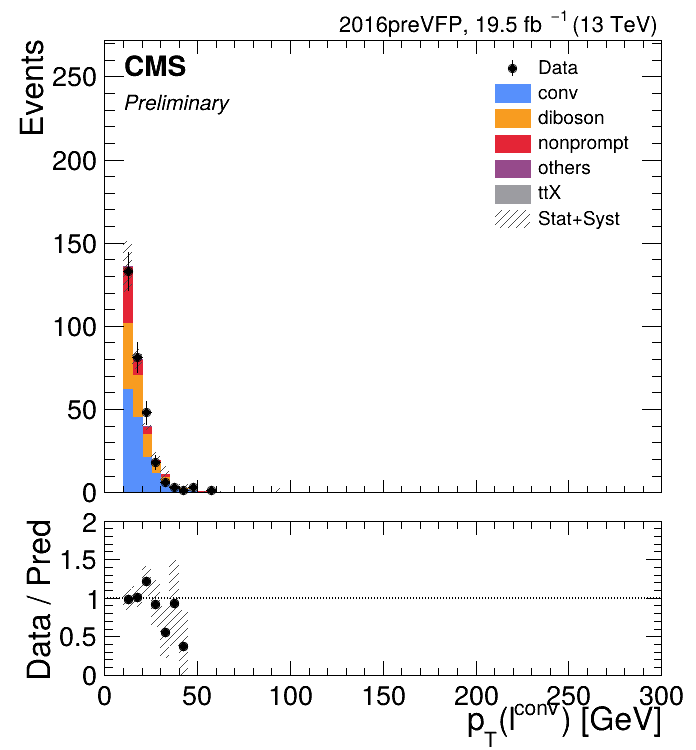 2016preVFP, 19.5 fb⁻¹ (13 TeV)
Events
CMS
Preliminary
Data
conv
diboson
nonprompt
others
ttX
Stat+Syst
250
200
150
100
50
0
Data / Pred
2
1.5
1
0.5
0
0 50 100 150 200 250 300
p_T(l^conv) [GeV]